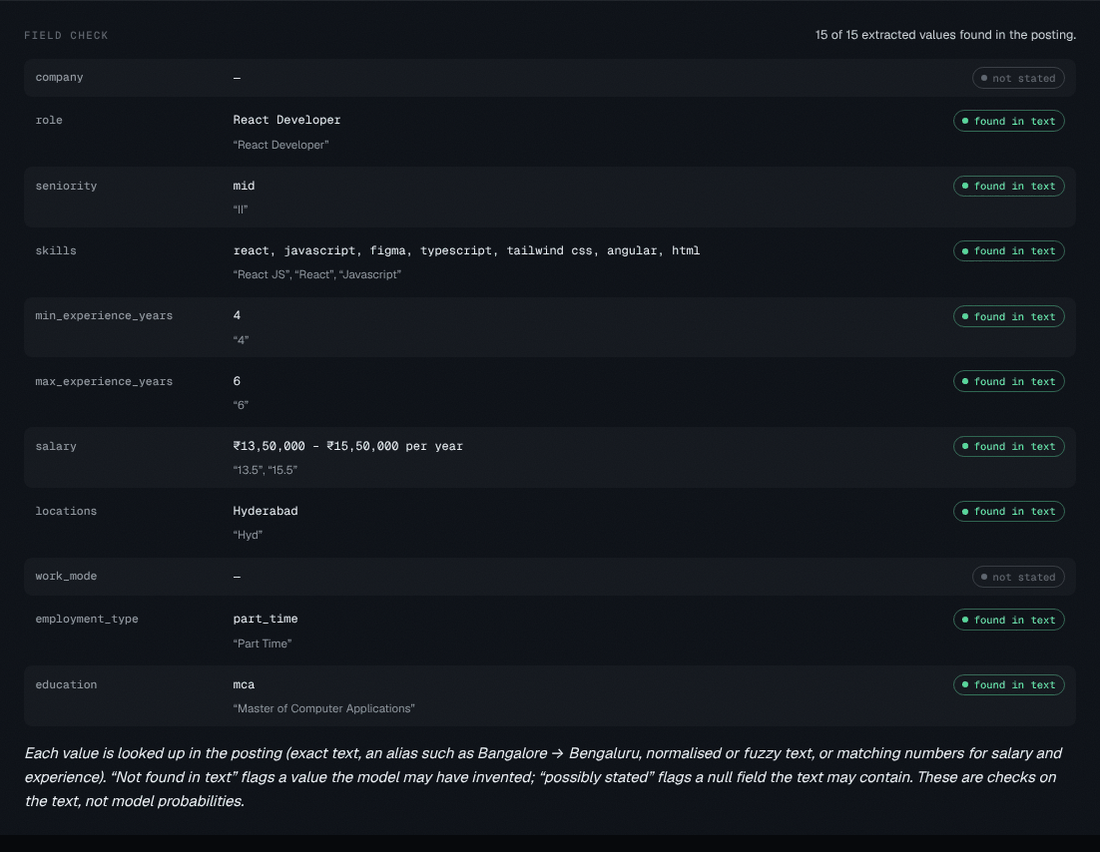 FIELD CHECK
15 of 15 extracted values found in the posting.
company
—
not stated
role
React Developer
found in text
“React Developer”
seniority
mid
found in text
“II”
skills
react, javascript, figma, typescript, tailwind css, angular, html
found in text
“React JS”, “React”, “Javascript”
min_experience_years
4
found in text
“4”
max_experience_years
6
found in text
“6”
salary
₹13,50,000 – ₹15,50,000 per year
found in text
“13.5”, “15.5”
locations
Hyderabad
found in text
“Hyd”
work_mode
—
not stated
employment_type
part_time
found in text
“Part Time”
education
mca
found in text
“Master of Computer Applications”
Each value is looked up in the posting (exact text, an alias such as Bangalore → Bengaluru, normalised or fuzzy text, or matching numbers for salary and
experience). “Not found in text” flags a value the model may have invented; “possibly stated” flags a null field the text may contain. These are checks on
the text, not model probabilities.